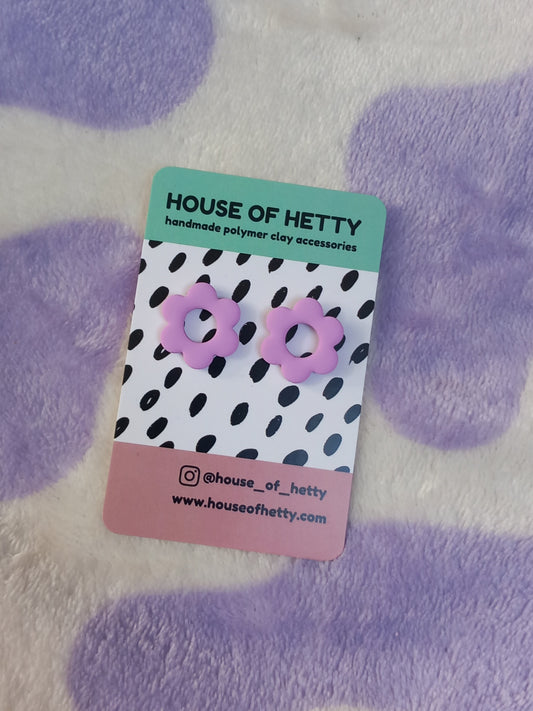 HOUSE OF HETTY
handmade polymer clay accessories
@house_of_hetty
www.houseofhetty.com